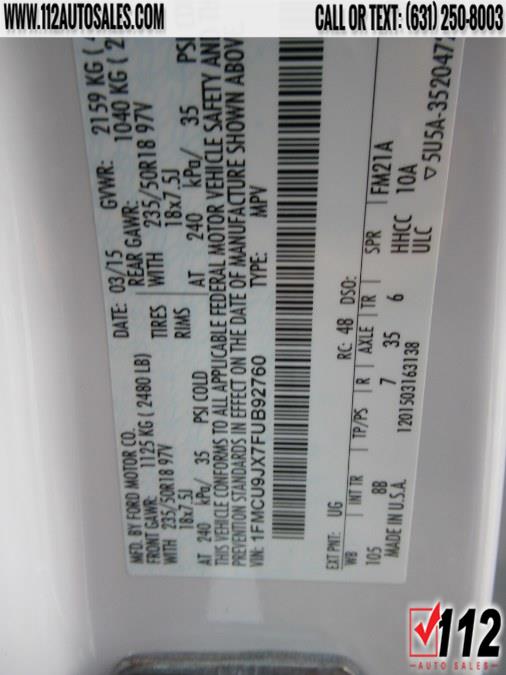 WWW.112AUTOSALES.COM
CALL OR TEXT: (631) 250-8003
MFD. BY FORD MOTOR CO.
DATE: 03/15 GVWR: 2159 KG (
FRONT GAWR: 1125 KG ( 2480 LB) REAR GAWR: 1040 KG ( 2
WITH 235/50R18 97V TIRES WITH 235/50R18 97V
18x7.5J RIMS 18x7.5J
AT 240 kPa/ 35 PSI COLD AT 240 kPa/ 35 PSI
THIS VEHICLE CONFORMS TO ALL APPLICABLE FEDERAL MOTOR VEHICLE SAFETY AN
PREVENTION STANDARDS IN EFFECT ON THE DATE OF MANUFACTURE SHOWN ABOV
VIN: 1FMCU9JX7FUB92760 TYPE: MPV
EXT PNT: UG RC: 48 DSO: FM21A
WB INT TR TP/PS R AXLE TR SPR
105 8B 7 35 6 HHCC 10A
MADE IN U.S.A. 1201503163138 ULC ▽5U5A-3520472
112
AUTO SALES